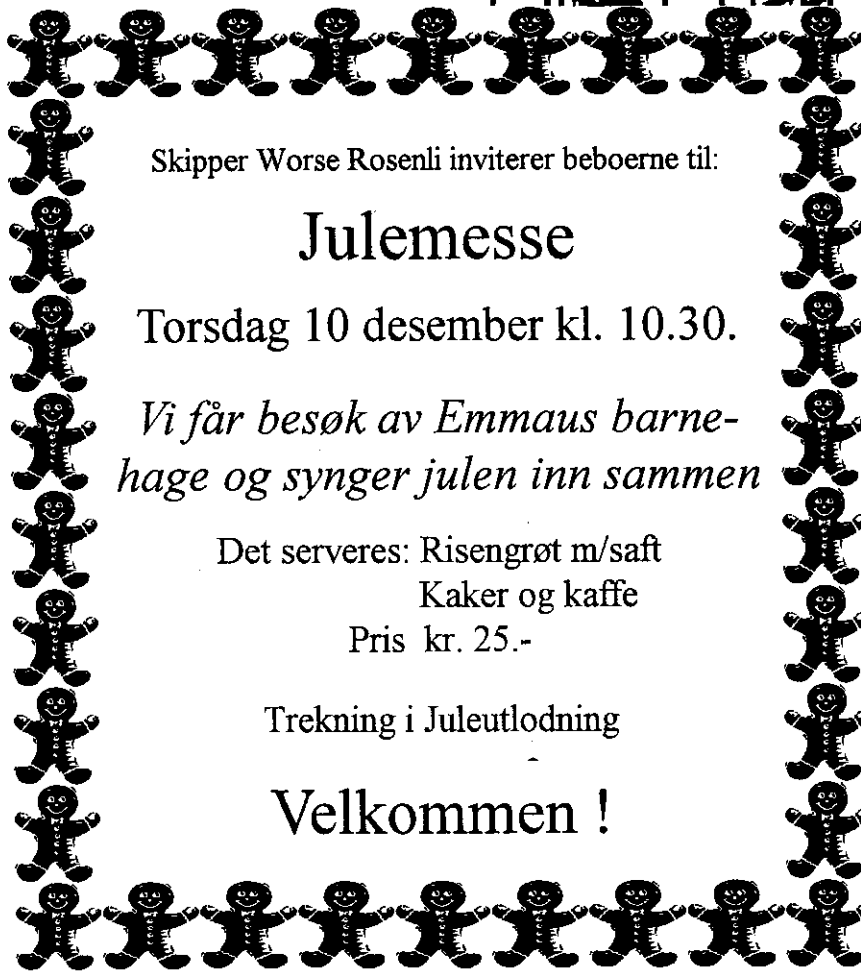 Skipper Worse Rosenli inviterer beboerne til:
Julemesse
Torsdag 10 desember kl. 10.30.
Vi får besøk av Emmaus barne-
hage og synger julen inn sammen
Det serveres: Risengrøt m/saft
Kaker og kaffe
Pris kr. 25.-
Trekning i Juleutlodning
Velkommen !